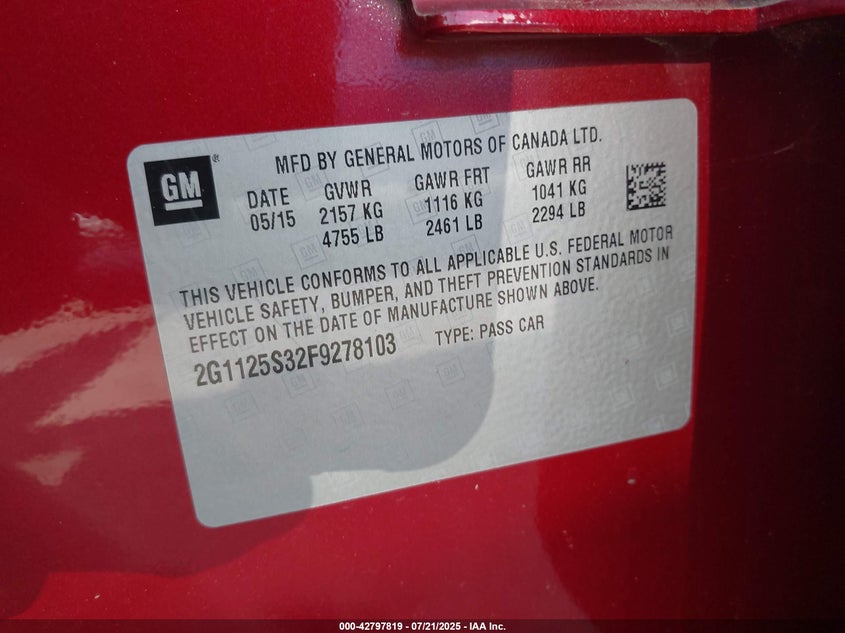 GM®
MFD BY GENERAL MOTORS OF CANADA LTD.
DATE GVWR GAWR FRT GAWR RR
05/15 2157 KG 1116 KG 1041 KG
4755 LB 2461 LB 2294 LB
THIS VEHICLE CONFORMS TO ALL APPLICABLE U.S. FEDERAL MOTOR
VEHICLE SAFETY, BUMPER, AND THEFT PREVENTION STANDARDS IN
EFFECT ON THE DATE OF MANUFACTURE SHOWN ABOVE.
2G1125S32F9278103 TYPE: PASS CAR
000-42797819 - 07/21/2025 - IAA Inc.